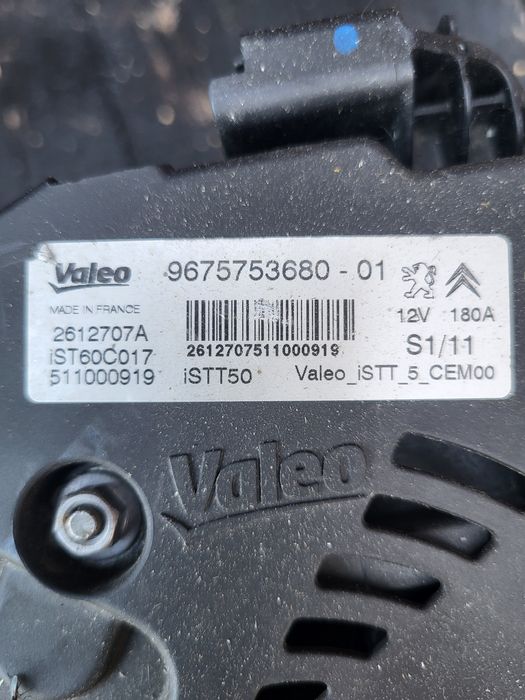 Valeo 9675753680 - 01
MADE IN FRANCE
12V 180A
2612707A
iST60C017
2612707511000919
S1/11
511000919 iSTT50 Valeo_iSTT_5_CEM00
Valeo